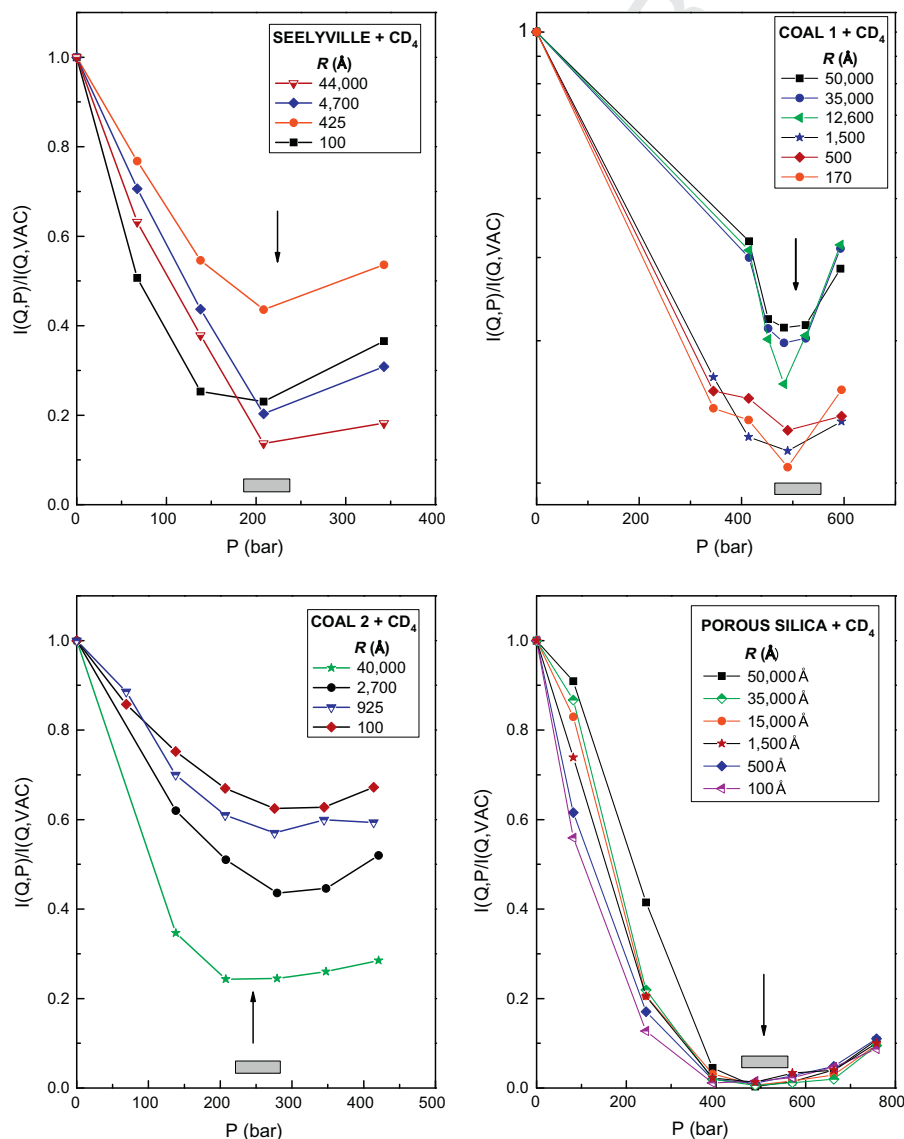 SEELYVILLE + CD4
R (Å)
44,000
4,700
425
100
I(Q,P)/I(Q,VAC)
1.0
0.8
0.6
0.4
0.2
0.0
0 100 200 300 400
P (bar)
COAL 1 + CD4
R (Å)
50,000
35,000
12,600
1,500
500
170
I(Q,P)/I(Q,VAC)
1
0 200 400 600
P (bar)
COAL 2 + CD4
R (Å)
40,000
2,700
925
100
I(Q,P)/I(Q,VAC)
1.0
0.8
0.6
0.4
0.2
0.0
0 100 200 300 400 500
P (bar)
POROUS SILICA + CD4
R (Å)
50,000 Å
35,000 Å
15,000 Å
1,500 Å
500 Å
100 Å
I(Q,P/I(Q,VAC)
1.0
0.8
0.6
0.4
0.2
0.0
0 200 400 600 800
P (bar)